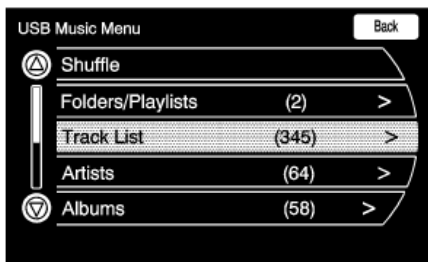 USB Music Menu Back
Shuffle
Folders/Playlists (2) >
Track List (345) >
Artists (64) >
Albums (58) >